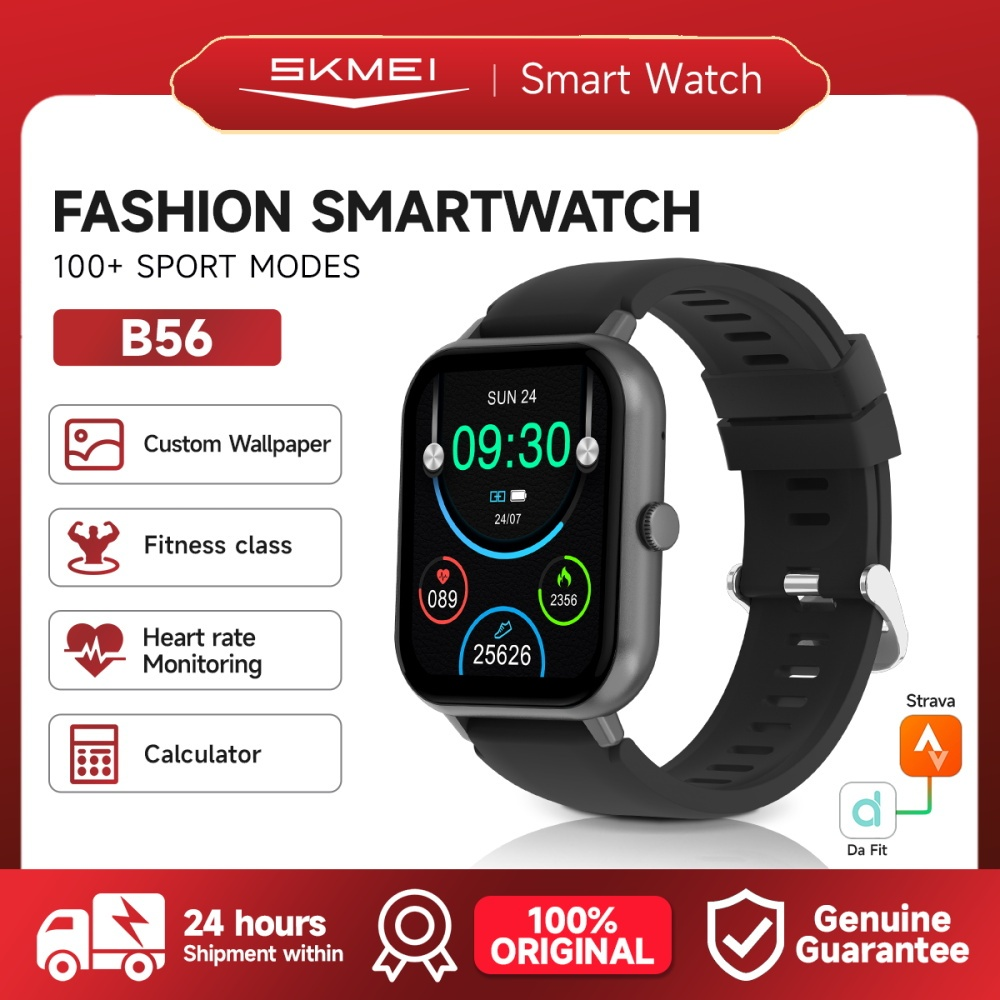 SKMEI | Smart Watch
FASHION SMARTWATCH
100+ SPORT MODES
B56
Custom Wallpaper
Fitness class
Heart rate
Monitoring
Calculator
SUN 24
09:30
24/07
089
2356
25626
Strava
Da Fit
24 hours
Shipment within
100%
ORIGINAL
Genuine
Guarantee